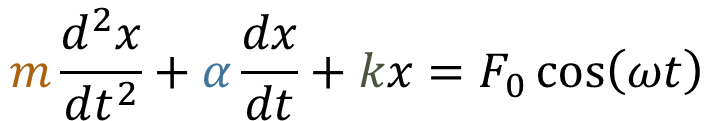 m d²x/dt² + α dx/dt + kx = F₀ cos(ωt)